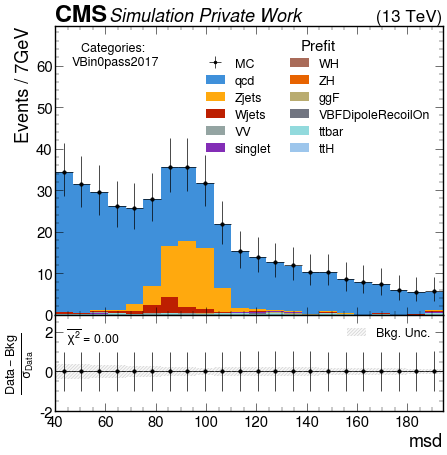 CMS Simulation Private Work (13 TeV)
Categories:
VBin0pass2017
Prefit
MC
qcd
Zjets
Wjets
VV
singlet
WH
ZH
ggF
VBFDipoleRecoilOn
ttbar
ttH
Events / 7GeV
60
50
40
30
20
10
0
χ² = 0.00
Bkg. Unc.
Data − Bkg
σData
2
0
-2
40 60 80 100 120 140 160 180
msd